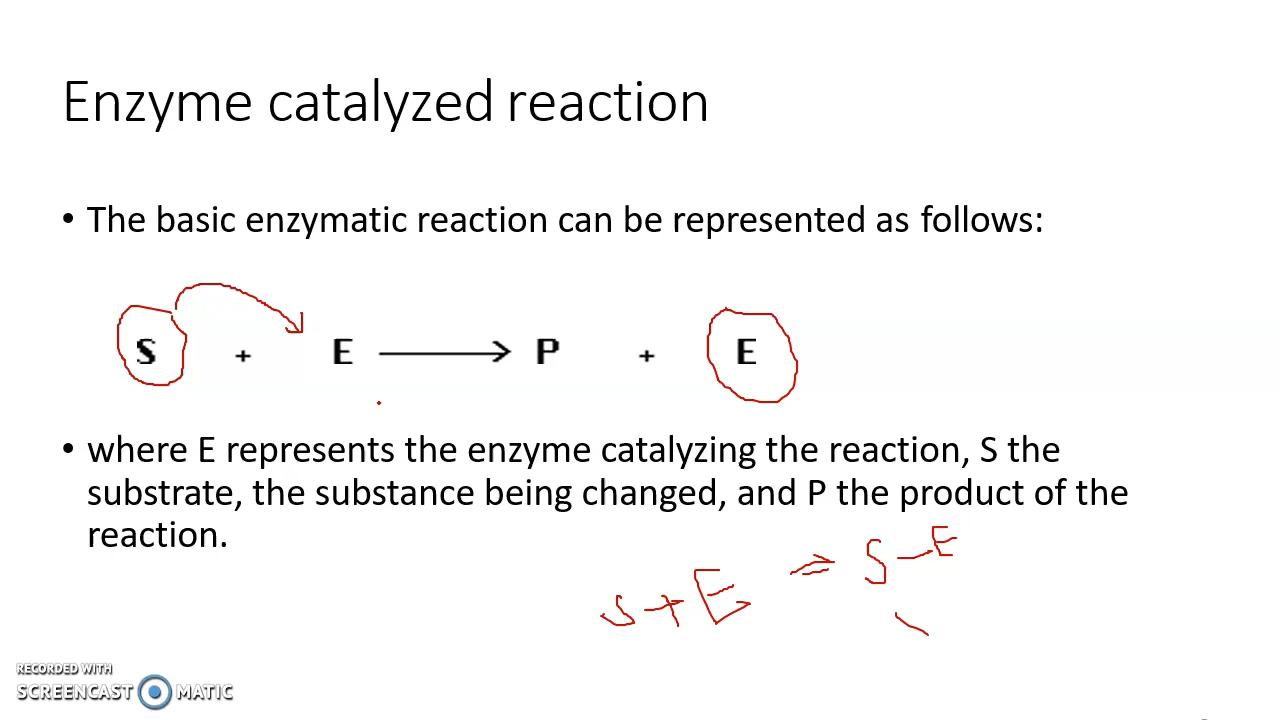 Enzyme catalyzed reaction
• The basic enzymatic reaction can be represented as follows:
S + E ⟶ P + E
• where E represents the enzyme catalyzing the reaction, S the
substrate, the substance being changed, and P the product of the
reaction.
S + E ⇌ S – E
RECORDED WITH
SCREENCAST MATIC